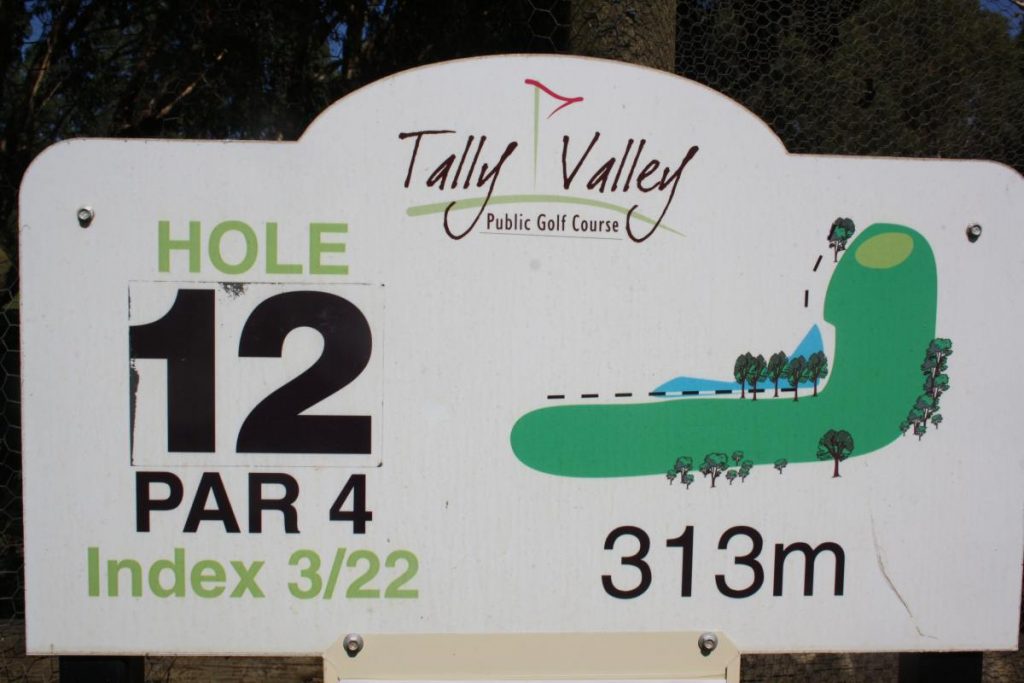 Tally Valley
Public Golf Course
HOLE
12
PAR 4
Index 3/22
313m